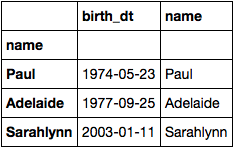 birth_dt name
name
Paul 1974-05-23 Paul
Adelaide 1977-09-25 Adelaide
Sarahlynn 2003-01-11 Sarahlynn